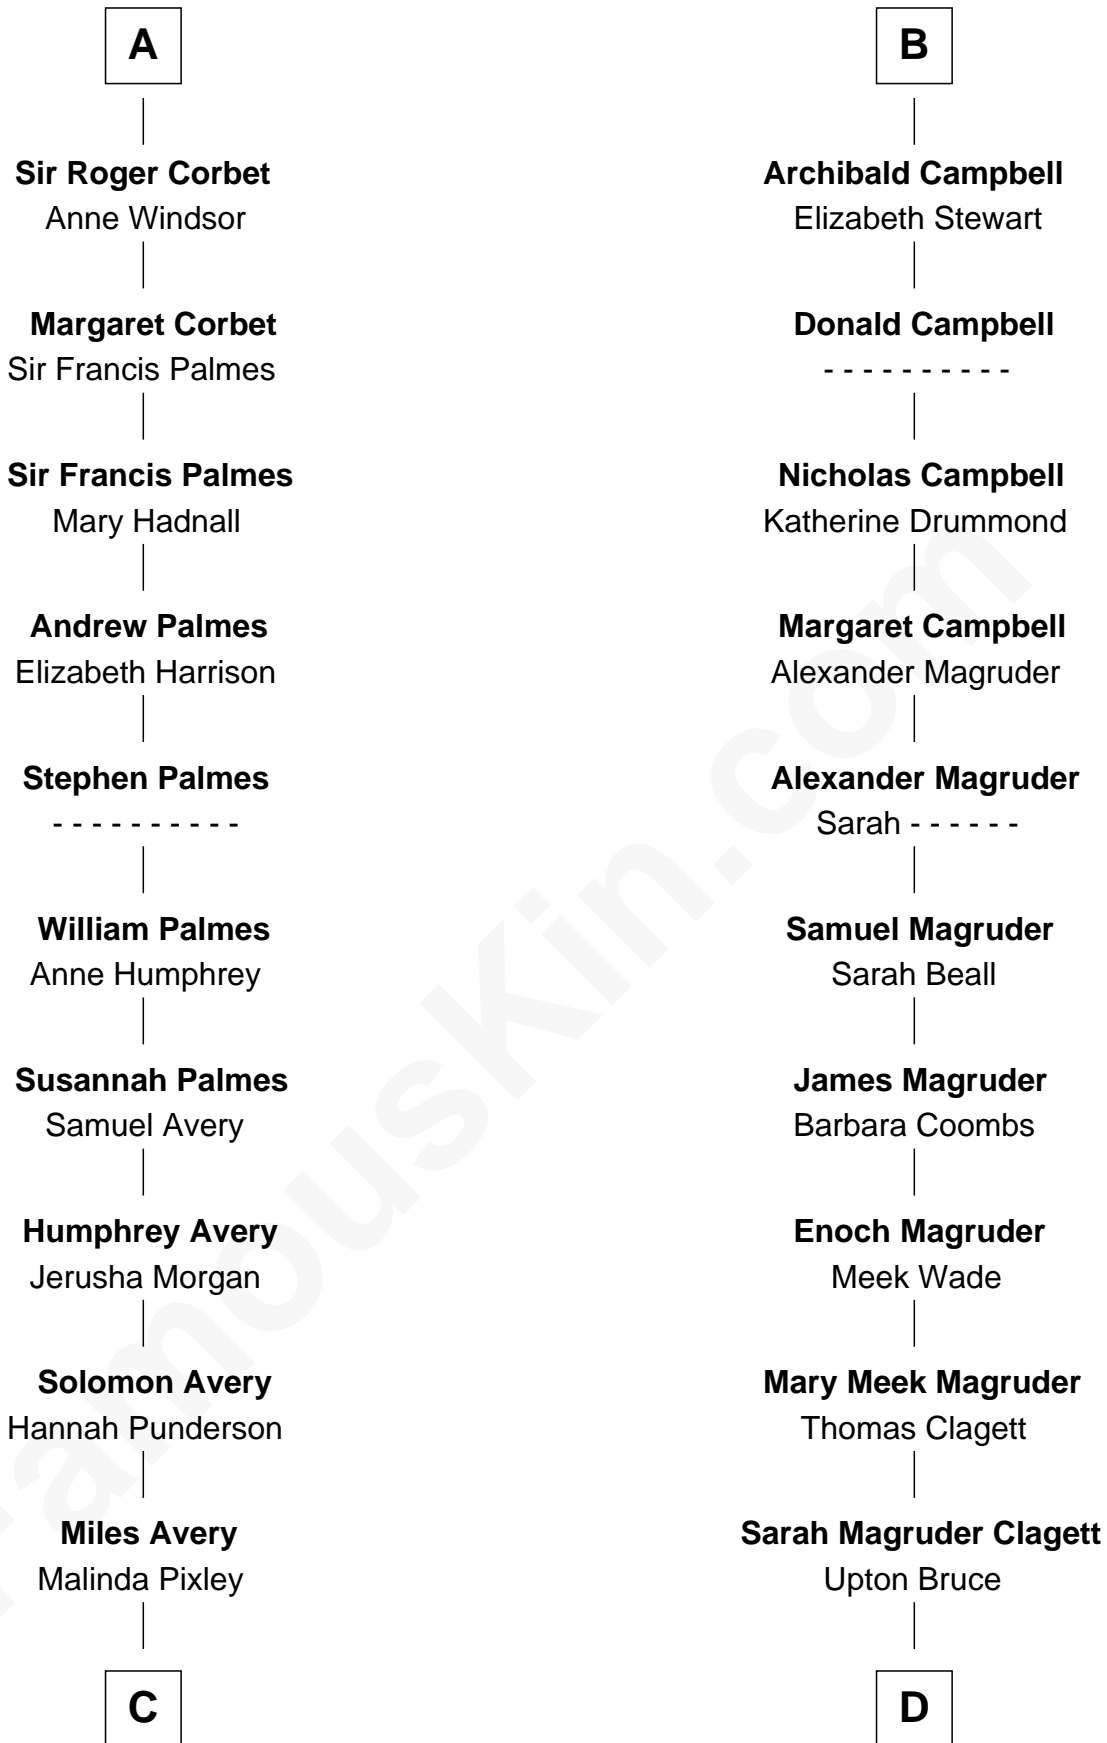 A
Sir Roger Corbet
Anne Windsor
Margaret Corbet
Sir Francis Palmes
Sir Francis Palmes
Mary Hadnall
Andrew Palmes
Elizabeth Harrison
Stephen Palmes
- - - - - - - - - -
William Palmes
Anne Humphrey
Susannah Palmes
Samuel Avery
Humphrey Avery
Jerusha Morgan
Solomon Avery
Hannah Punderson
Miles Avery
Malinda Pixley
C
B
Archibald Campbell
Elizabeth Stewart
Donald Campbell
- - - - - - - - - -
Nicholas Campbell
Katherine Drummond
Margaret Campbell
Alexander Magruder
Alexander Magruder
Sarah - - - - - -
Samuel Magruder
Sarah Beall
James Magruder
Barbara Coombs
Enoch Magruder
Meek Wade
Mary Meek Magruder
Thomas Clagett
Sarah Magruder Clagett
Upton Bruce
D
FamousKin.com